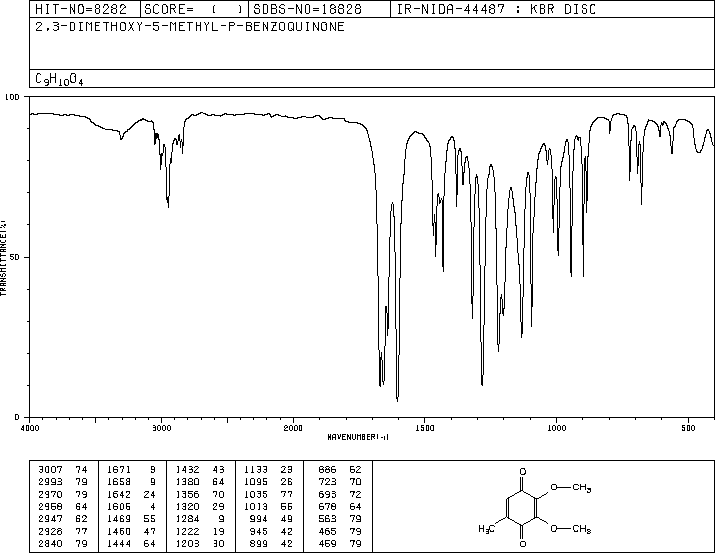 HIT-NO=8282 SCORE= ( ) SDBS-NO=18828 IR-NIDA-44487 : KBR DISC
2,3-DIMETHOXY-5-METHYL-P-BENZOQUINONE
C9H10O4
100
TRANSMITTANCE(%)
50
0
4000 3000 2000 1500 1000 500
WAVENUMBER(-1)
3007 74 1671 9 1432 43 1133 23 886 62
2993 79 1658 9 1380 64 1095 26 723 70
2970 79 1642 24 1356 70 1035 77 693 72
2958 64 1606 4 1320 29 1013 55 678 64
2947 62 1469 55 1284 9 994 49 563 79
2928 77 1460 47 1222 19 945 42 465 79
2840 79 1444 64 1203 30 899 42 459 79
O
O—CH3
H3C
O—CH3
O